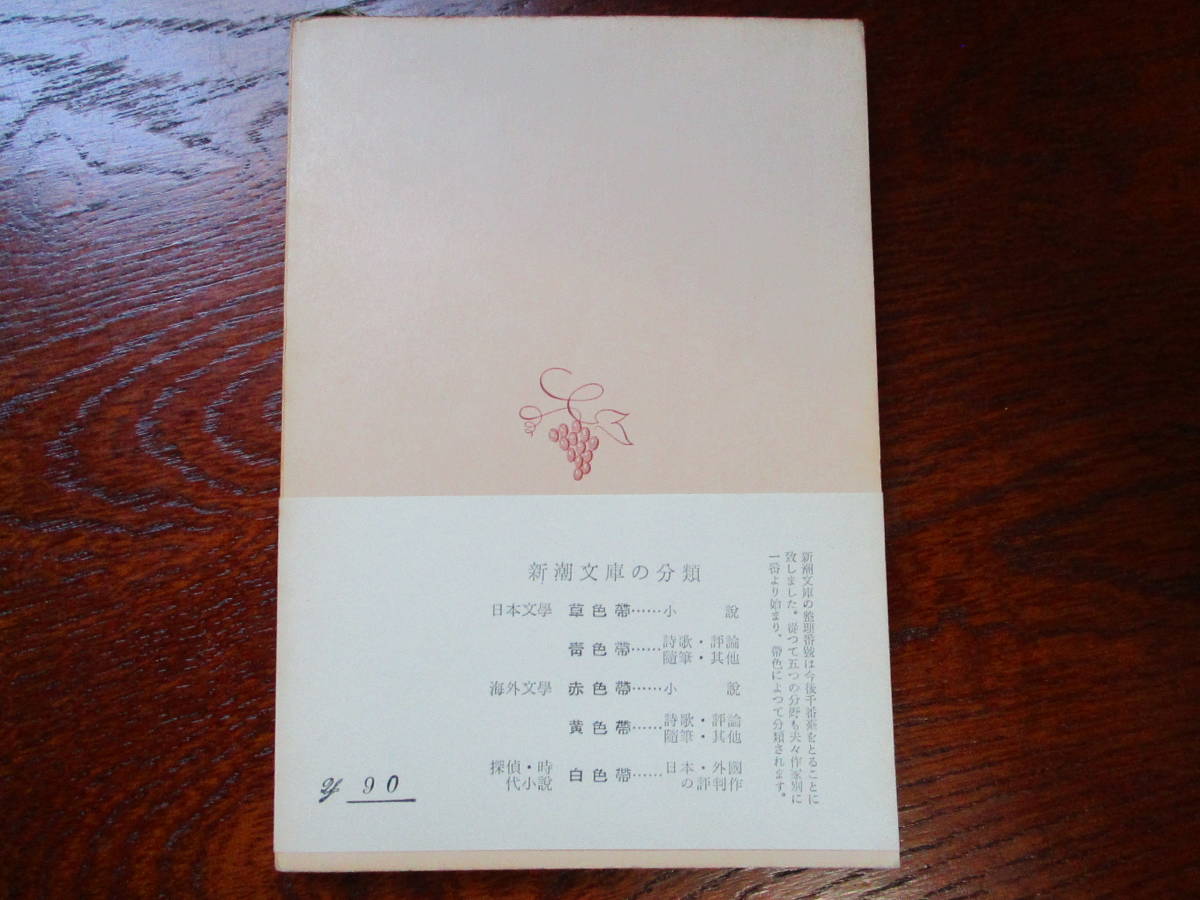 新潮文庫の整理番號は今後千番臺をとることに
致しました。從つて五つの分野も夫々作家別に
一番より始まり、帶色によつて分類されます。
新潮文庫の分類
日本文學 草色帶……小說
靑色帶……詩歌・評論
隨筆・其他
海外文學 赤色帶……小說
黃色帶……詩歌・評論
隨筆・其他
探偵・時代小說 白色帶……日本・外國の評判作
90